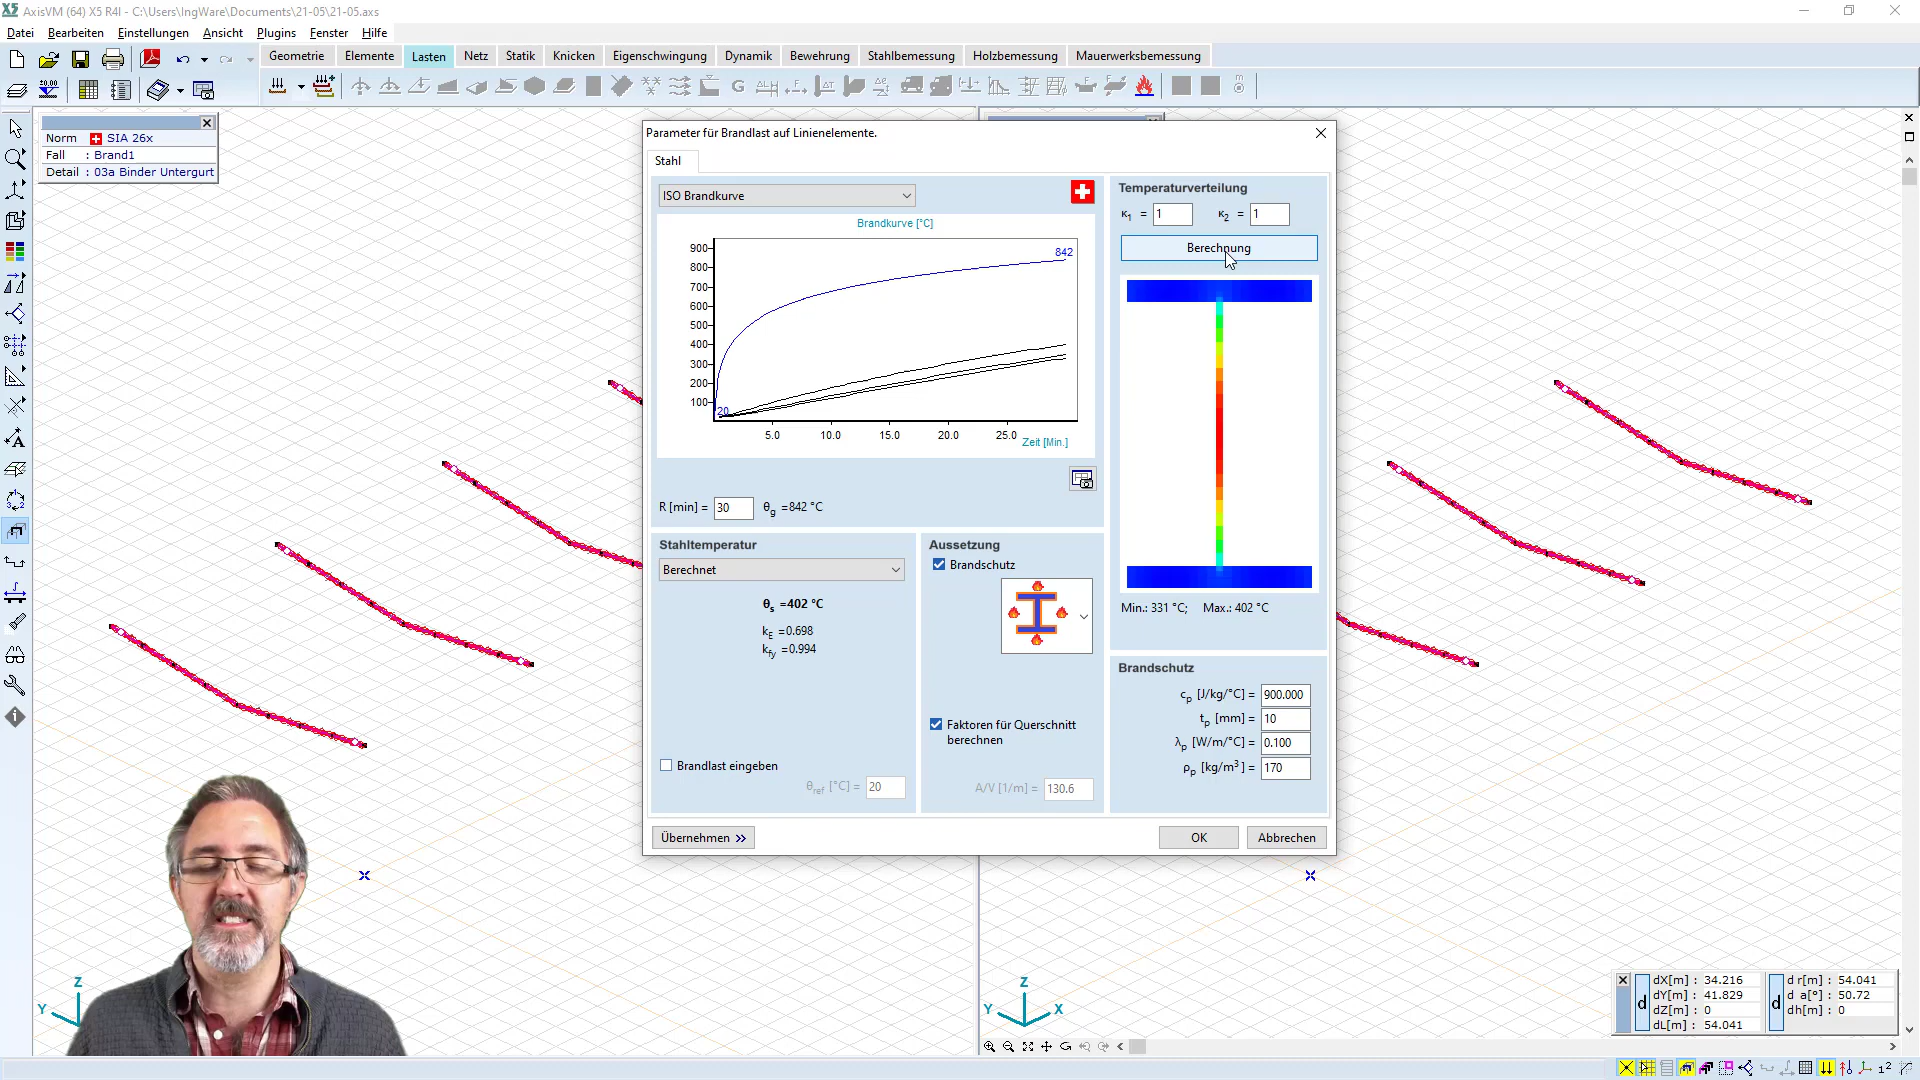 AxisVM (64) X5 R4I - C:\Users\IngWare\Documents\21-05\21-05.axs
Datei Bearbeiten Einstellungen Ansicht Plugins Fenster Hilfe
Geometrie Elemente Lasten Netz Statik Knicken Eigenschwingung Dynamik Bewehrung Stahlbemessung Holzbemessung Mauerwerksbemessung
Norm SIA 26x
Fall : Brand1
Detail : 03a Binder Untergurt
Parameter für Brandlast auf Linienelemente.
Stahl
ISO Brandkurve
Brandkurve [°C]
900
800
700
600
500
400
300
200
100
842
20
5.0 10.0 15.0 20.0 25.0
Zeit [Min.]
R [min] = 30 θg =842 °C
Stahltemperatur
Berechnet
θs =402 °C
kE =0.698
kfy =0.994
Brandlast eingeben
θref [°C] = 20
Aussetzung
Brandschutz
Faktoren für Querschnitt
berechnen
A/V [1/m] = 130.6
Temperaturverteilung
κ1 = 1 κ2 = 1
Berechnung
Min.: 331 °C; Max.: 402 °C
Brandschutz
cp [J/kg/°C] = 900.000
tp [mm] = 10
λp [W/m/°C] = 0.100
ρp [kg/m³] = 170
Übernehmen >>
OK
Abbrechen
Z
Y
Z
Y
X
dX[m] : 34.216
dY[m] : 41.829
dZ[m] : 0
dL[m] : 54.041
d
d r[m] : 54.041
d a[°] : 50.72
dh[m] : 0
d